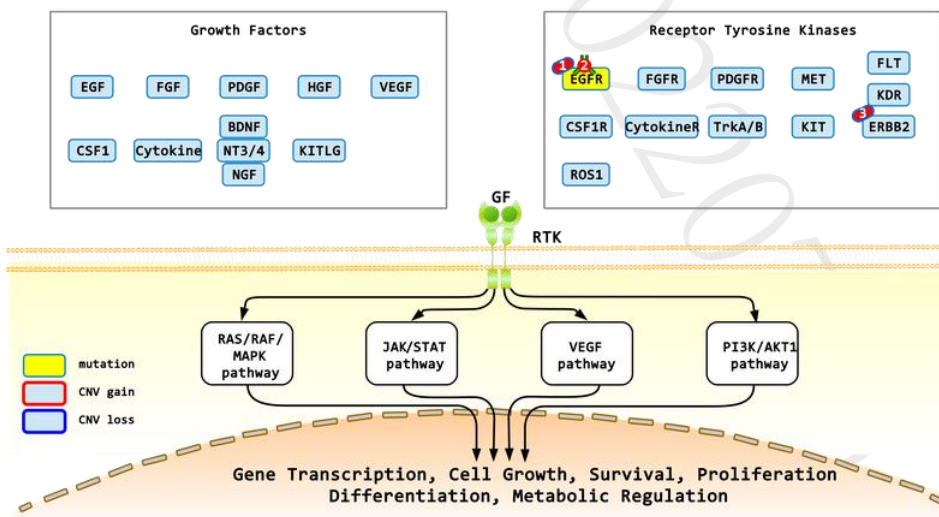 Growth Factors
EGF
FGF
PDGF
HGF
VEGF
BDNF
CSF1
Cytokine
NT3/4
KITLG
NGF
Receptor Tyrosine Kinases
1
2
EGFR
FGFR
PDGFR
MET
FLT
KDR
CSF1R
CytokineR
TrkA/B
KIT
3
ERBB2
ROS1
GF
RTK
RAS/RAF/
MAPK
pathway
JAK/STAT
pathway
VEGF
pathway
PI3K/AKT1
pathway
mutation
CNV gain
CNV loss
Gene Transcription, Cell Growth, Survival, Proliferation
Differentiation, Metabolic Regulation